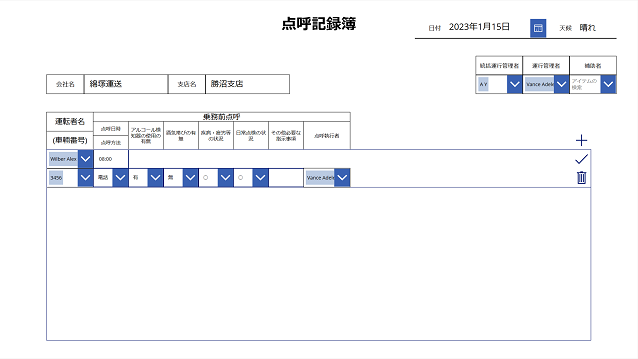 点呼記録簿
日付 2023年1月15日 天候 晴れ
統括運行管理者 運行管理者 補助者
A Y Vance Adele アイテムの検索
会社名 綿塚運送 支店名 勝沼支店
運転者名 乗務前点呼
(車輌番号) 点呼日時 点呼方法 アルコール検知器の使用の有無 酒気帯びの有無 疾病・疲労等の状況 日常点検の状況 その他必要な指示事項 点呼執行者
Wilber Alex 08:00
3456 電話 有 無 〇 〇 Vance Adele